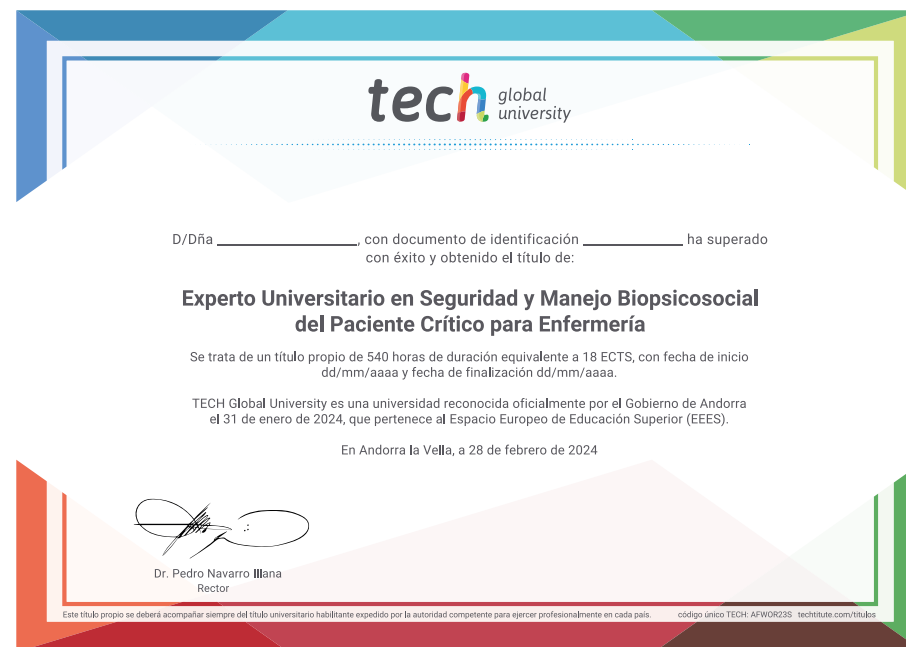 tech global university
D/Dña ____________________, con documento de identificación ______________ ha superado
con éxito y obtenido el título de:
Experto Universitario en Seguridad y Manejo Biopsicosocial
del Paciente Crítico para Enfermería
Se trata de un título propio de 540 horas de duración equivalente a 18 ECTS, con fecha de inicio
dd/mm/aaaa y fecha de finalización dd/mm/aaaa.
TECH Global University es una universidad reconocida oficialmente por el Gobierno de Andorra
el 31 de enero de 2024, que pertenece al Espacio Europeo de Educación Superior (EEES).
En Andorra la Vella, a 28 de febrero de 2024
Dr. Pedro Navarro Illana
Rector
Este título propio se deberá acompañar siempre del título universitario habilitante expedido por la autoridad competente para ejercer profesionalmente en cada país. código único TECH: AFWOR23S techtitute.com/titulos